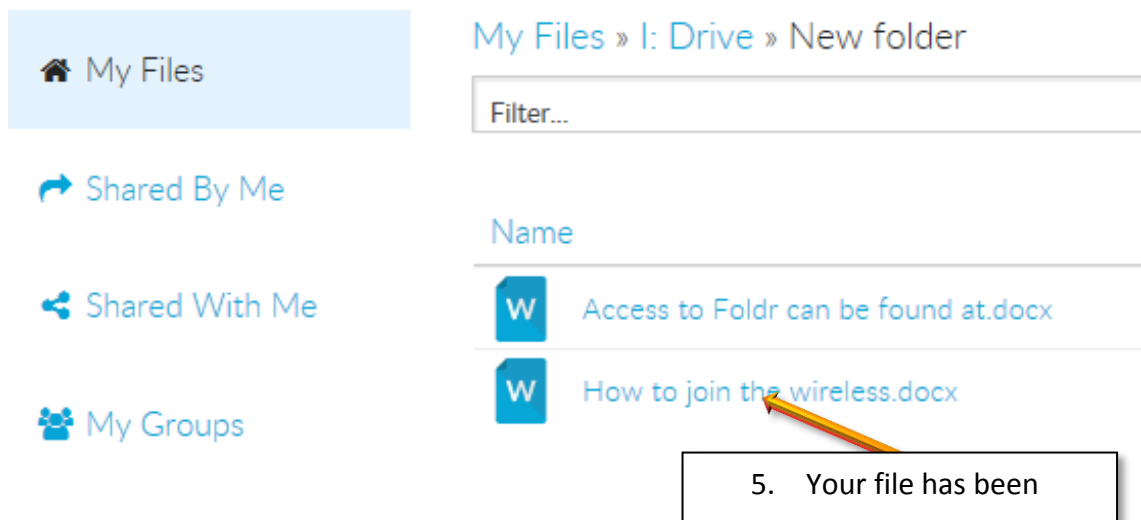 My Files
Shared By Me
Shared With Me
My Groups
My Files » I: Drive » New folder
Filter...
Name
W Access to Foldr can be found at.docx
W How to join the wireless.docx
5. Your file has been